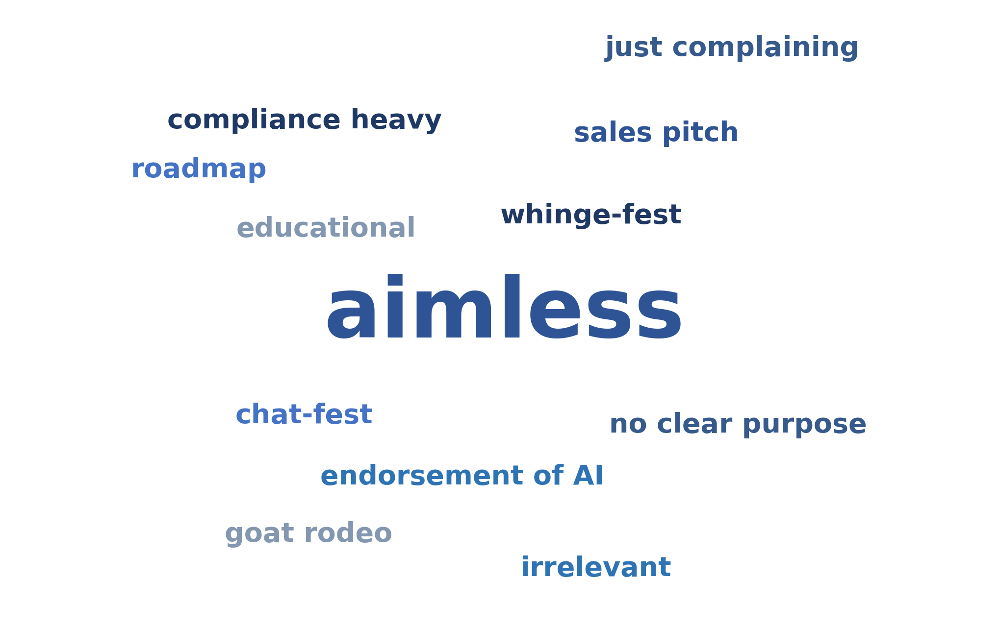 just complaining
compliance heavy
sales pitch
roadmap
whinge-fest
educational
aimless
chat-fest
no clear purpose
endorsement of AI
goat rodeo
irrelevant